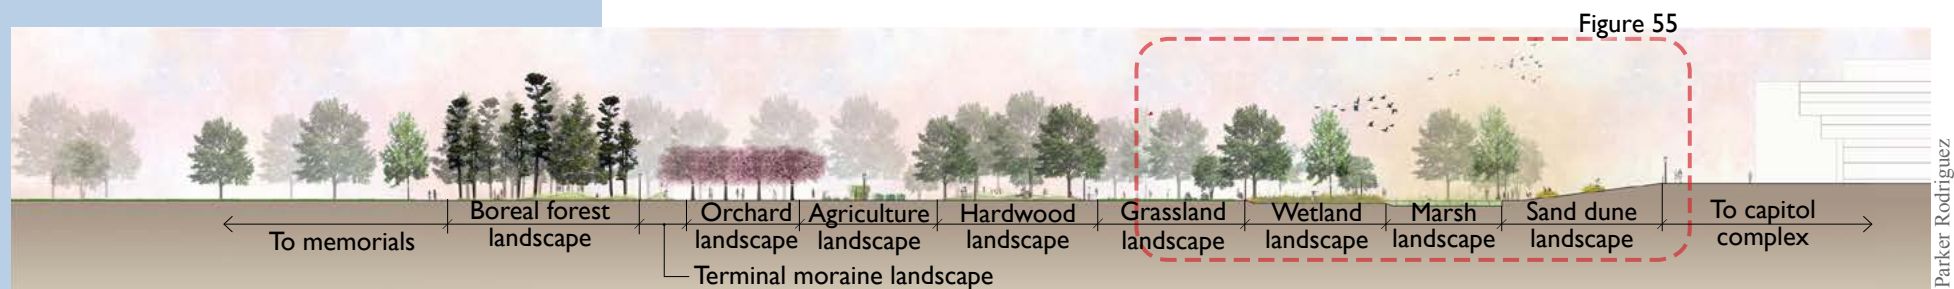 Figure 55
To memorials
Boreal forest
landscape
Terminal moraine landscape
Orchard
landscape
Agriculture
landscape
Hardwood
landscape
Grassland
landscape
Wetland
landscape
Marsh
landscape
Sand dune
landscape
To capitol
complex
Parker Rodriguez